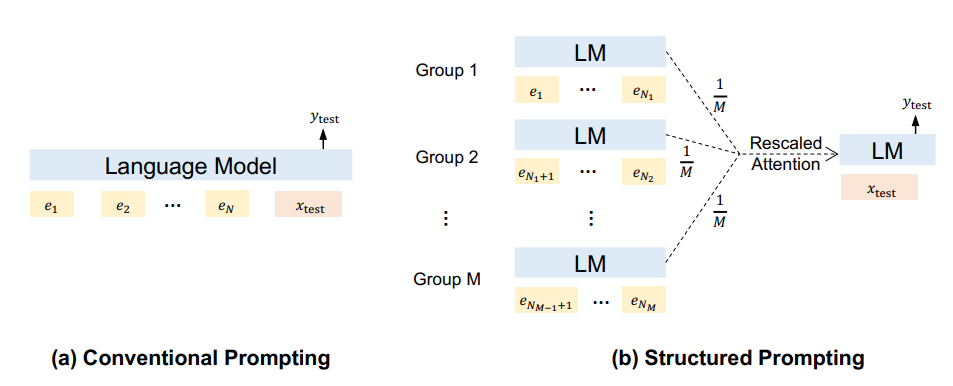 y_test
Language Model
e_1 e_2 ··· e_N x_test
(a) Conventional Prompting
Group 1
LM
e_1 ··· e_{N_1}
1/M
Group 2
LM
e_{N_1+1} ··· e_{N_2}
1/M
⋮ ⋮
1/M
Group M
LM
e_{N_{M-1}+1} ··· e_{N_M}
Rescaled
Attention
y_test
LM
x_test
(b) Structured Prompting